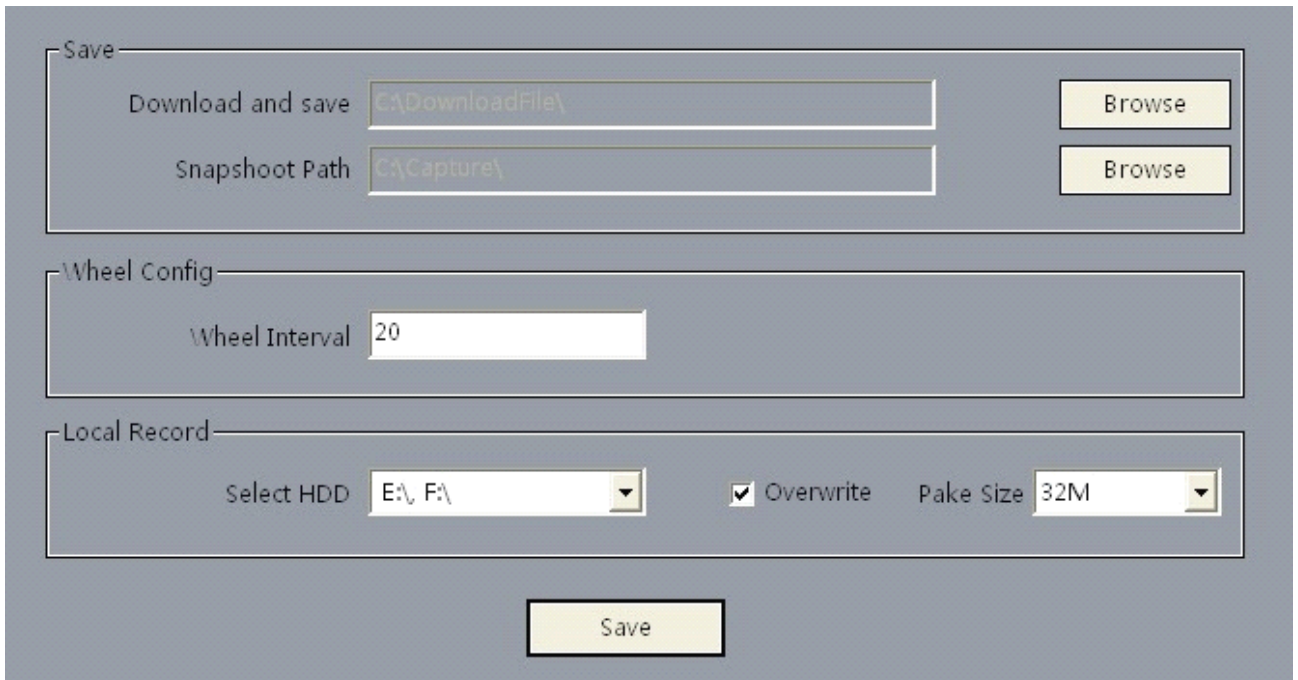 Save
Download and save C:\DownloadFile\ Browse
Snapshoot Path C:\Capture\ Browse
Wheel Config
Wheel Interval 20
Local Record
Select HDD E:\, F:\ Overwrite Pake Size 32M
Save